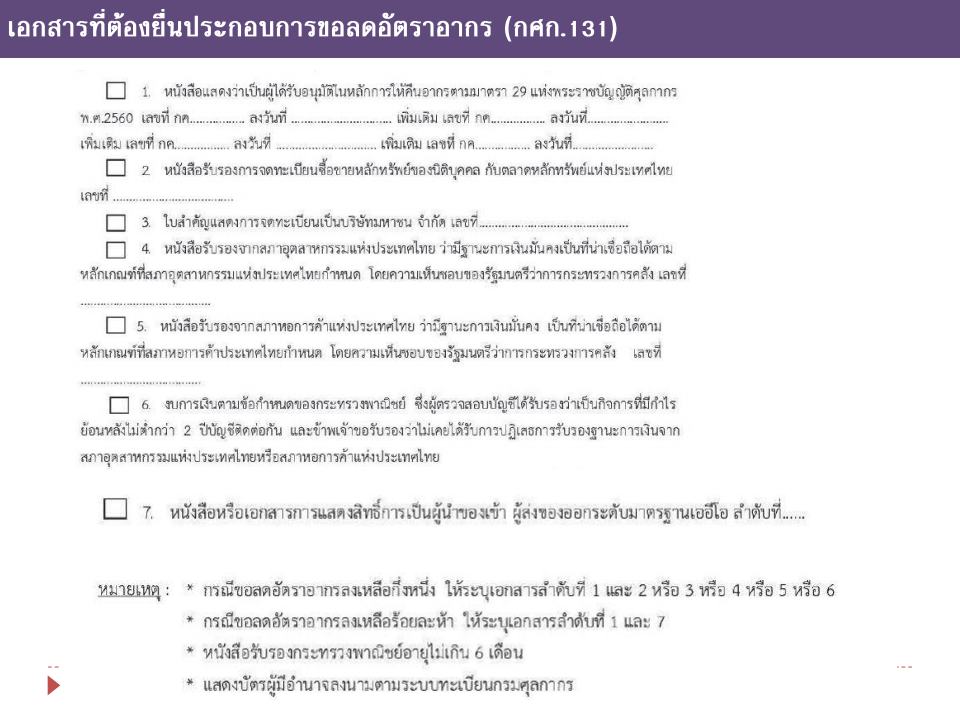 เอกสารที่ต้องยื่นประกอบการขอลดอัตราอากร (กศก.131)
1. หนังสือแสดงว่าเป็นผู้ได้รับอนุมัติในหลักการให้คืนอากรตามมาตรา 29 แห่งพระราชบัญญัติศุลกากร
พ.ศ.2560 เลขที่ กค................. ลงวันที่ ................................ เพิ่มเติม เลขที่ กค................. ลงวันที่..........................
เพิ่มเติม เลขที่ กค................. ลงวันที่ ................................ เพิ่มเติม เลขที่ กค................. ลงวันที่..........................
2. หนังสือรับรองการจดทะเบียนซื้อขายหลักทรัพย์ของนิติบุคคล กับตลาดหลักทรัพย์แห่งประเทศไทย
เลขที่ ......................................
3. ใบสำคัญแสดงการจดทะเบียนเป็นบริษัทมหาชน จำกัด เลขที่...............................................
4. หนังสือรับรองจากสภาอุตสาหกรรมแห่งประเทศไทย ว่ามีฐานะการเงินมั่นคงเป็นที่น่าเชื่อถือได้ตาม
หลักเกณฑ์ที่สภาอุตสาหกรรมแห่งประเทศไทยกำหนด โดยความเห็นชอบของรัฐมนตรีว่าการกระทรวงการคลัง เลขที่
.........................................
5. หนังสือรับรองจากสภาหอการค้าแห่งประเทศไทย ว่ามีฐานะการเงินมั่นคง เป็นที่น่าเชื่อถือได้ตาม
หลักเกณฑ์ที่สภาหอการค้าประเทศไทยกำหนด โดยความเห็นชอบของรัฐมนตรีว่าการกระทรวงการคลัง เลขที่
......................................
6. งบการเงินตามข้อกำหนดของกระทรวงพาณิชย์ ซึ่งผู้ตรวจสอบบัญชีได้รับรองว่าเป็นกิจการที่มีกำไร
ย้อนหลังไม่ต่ำกว่า 2 ปีบัญชีติดต่อกัน และข้าพเจ้าขอรับรองว่าไม่เคยได้รับการปฏิเสธการรับรองฐานะการเงินจาก
สภาอุตสาหกรรมแห่งประเทศไทยหรือสภาหอการค้าแห่งประเทศไทย
7. หนังสือหรือเอกสารการแสดงสิทธิ์การเป็นผู้นำของเข้า ผู้ส่งของออกระดับมาตรฐานเออีโอ ลำดับที่......
หมายเหตุ : * กรณีขอลดอัตราอากรลงเหลือกึ่งหนึ่ง ให้ระบุเอกสารลำดับที่ 1 และ 2 หรือ 3 หรือ 4 หรือ 5 หรือ 6
* กรณีขอลดอัตราอากรลงเหลือร้อยละห้า ให้ระบุเอกสารลำดับที่ 1 และ 7
* หนังสือรับรองกระทรวงพาณิชย์อายุไม่เกิน 6 เดือน
* แสดงบัตรผู้มีอำนาจลงนามตามระบบทะเบียนกรมศุลกากร